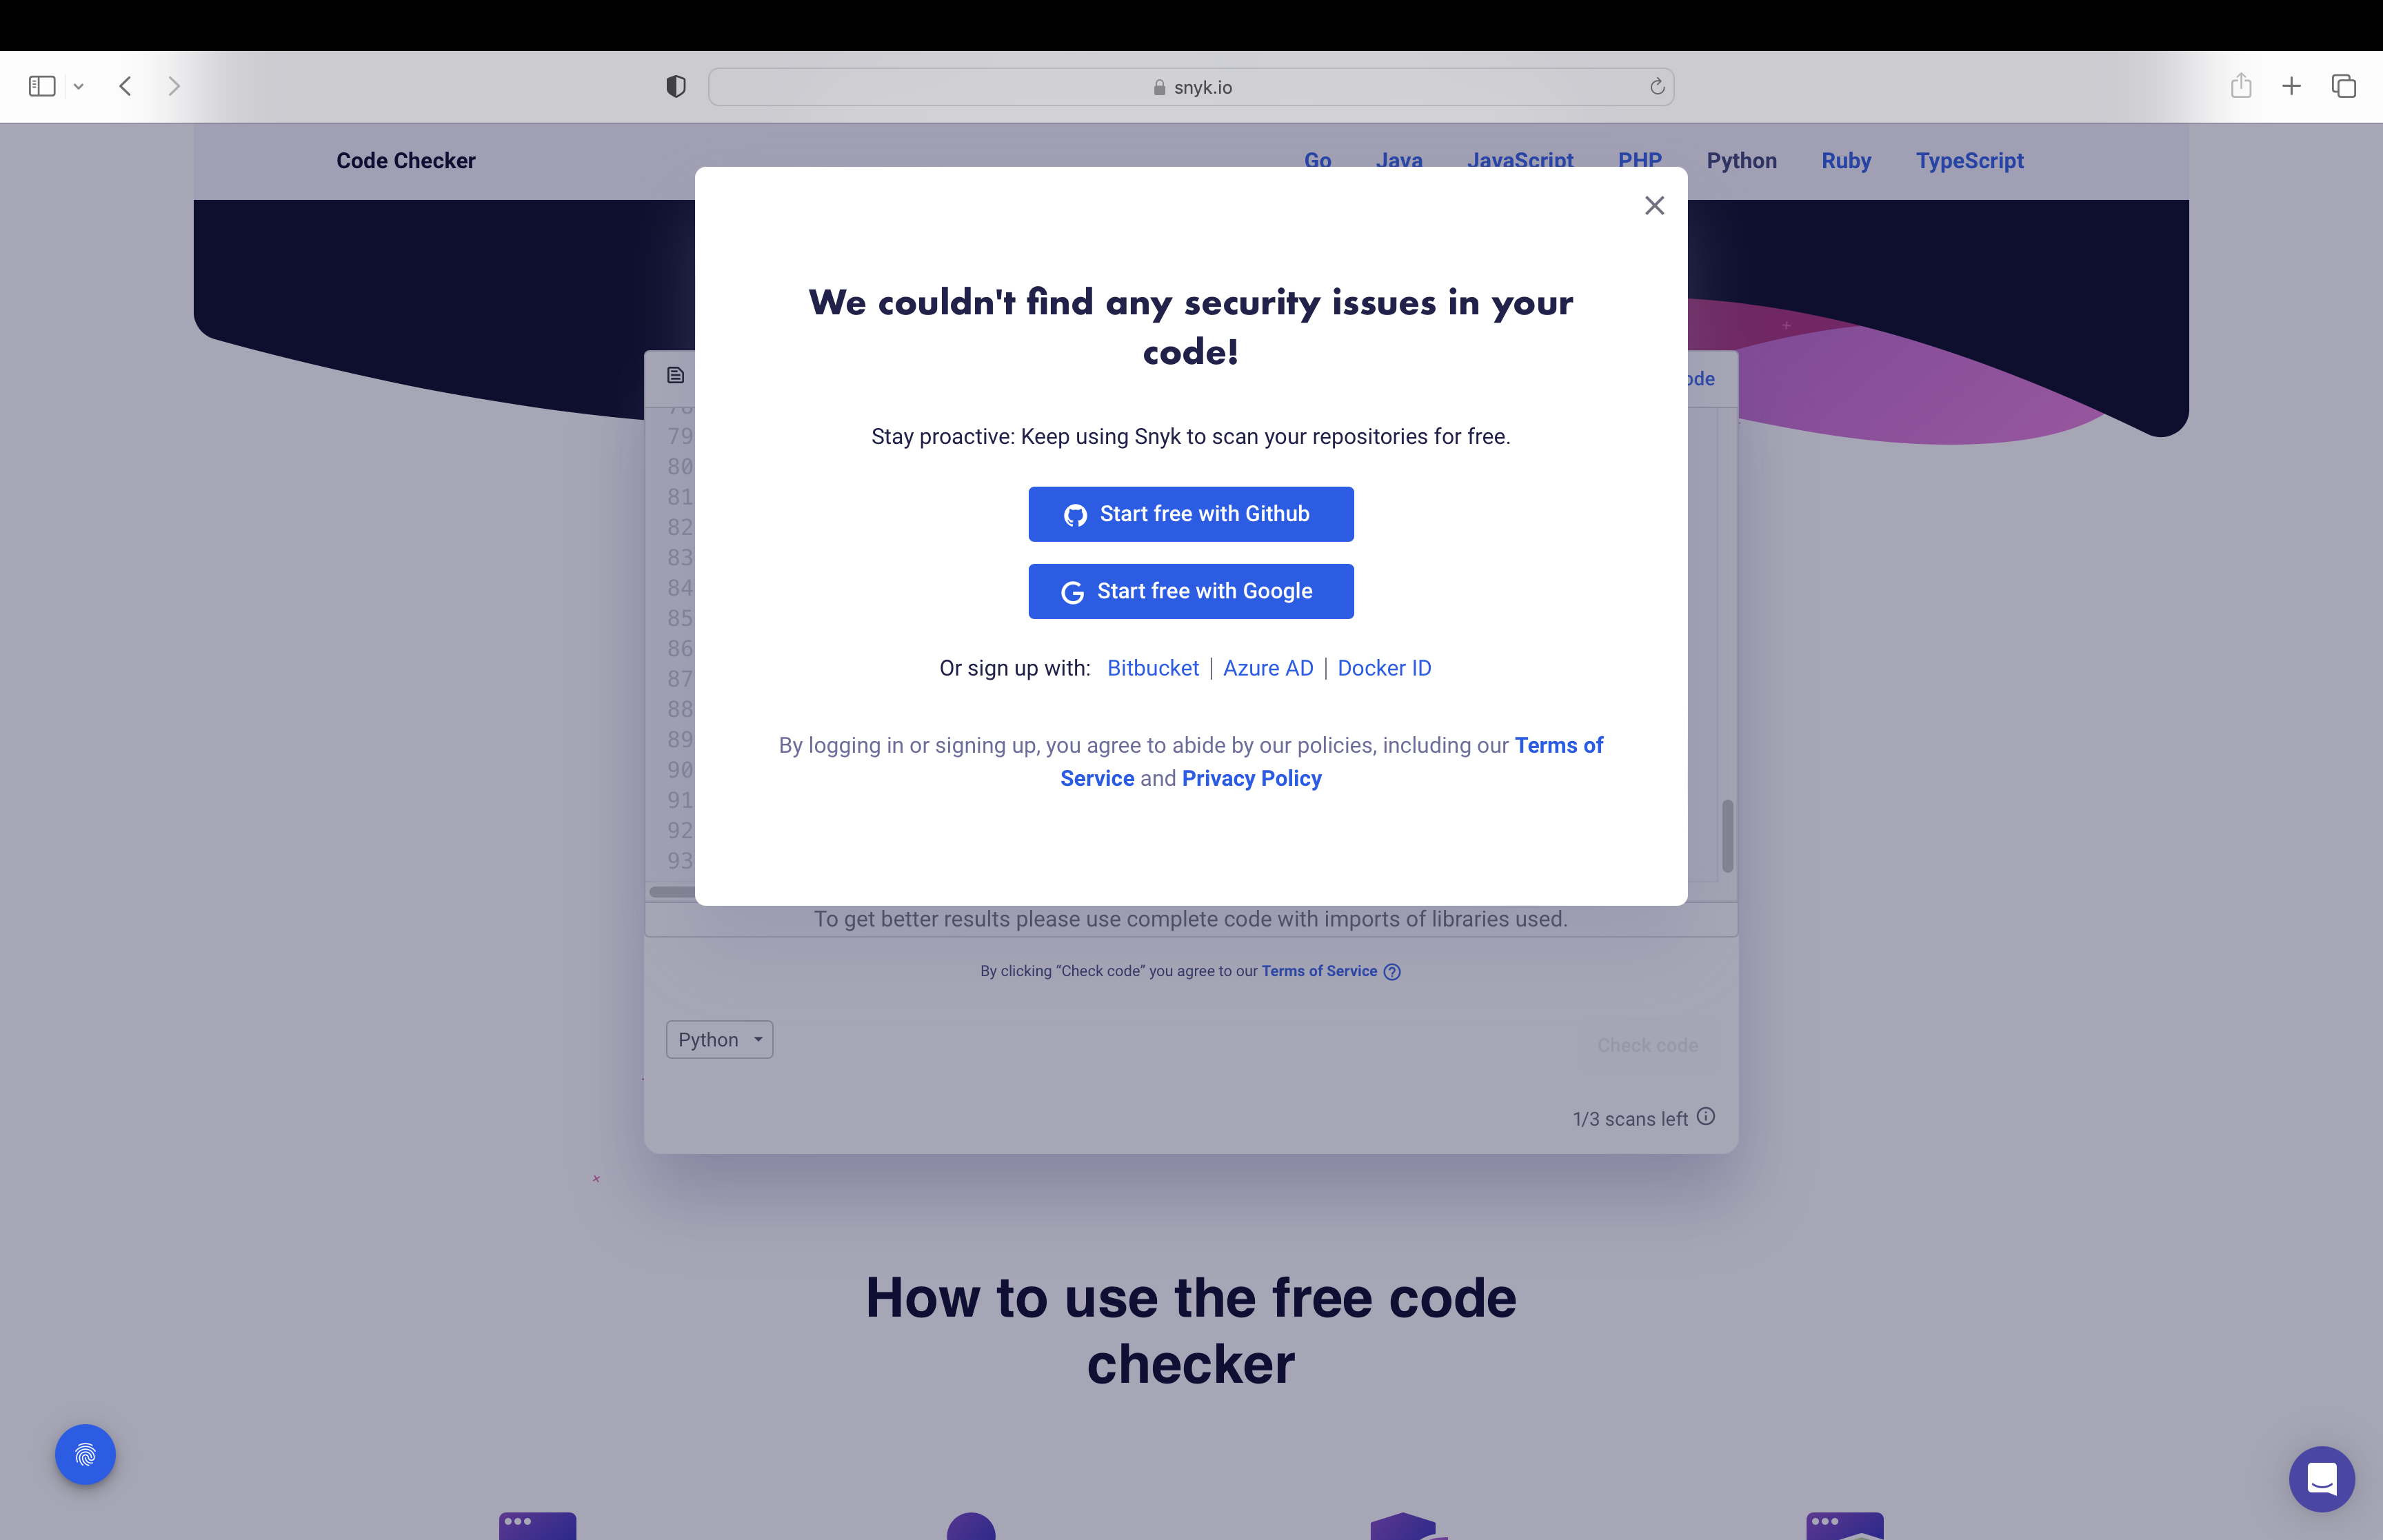 snyk.io
Code Checker
Go Java JavaScript PHP Python Ruby TypeScript
We couldn't find any security issues in your
code!
Stay proactive: Keep using Snyk to scan your repositories for free.
Start free with Github
Start free with Google
Or sign up with: Bitbucket | Azure AD | Docker ID
By logging in or signing up, you agree to abide by our policies, including our Terms of
Service and Privacy Policy
ode
79
80
81
82
83
84
85
86
87
88
89
90
91
92
93
To get better results please use complete code with imports of libraries used.
By clicking “Check code” you agree to our Terms of Service
Python
Check code
1/3 scans left
How to use the free code
checker